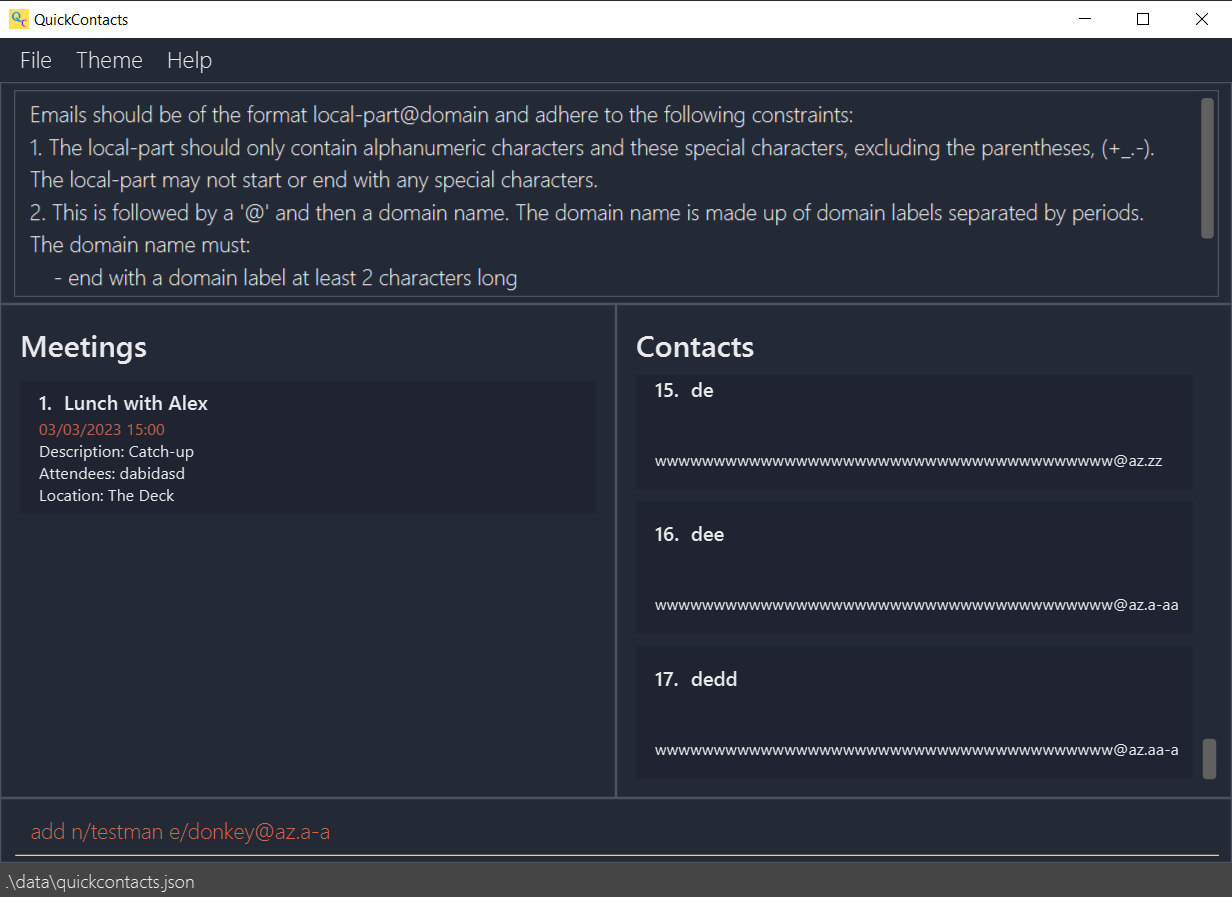 QuickContacts
File Theme Help
Emails should be of the format local-part@domain and adhere to the following constraints:
1. The local-part should only contain alphanumeric characters and these special characters, excluding the parentheses, (+_.-).
The local-part may not start or end with any special characters.
2. This is followed by a '@' and then a domain name. The domain name is made up of domain labels separated by periods.
The domain name must:
- end with a domain label at least 2 characters long
Meetings
1. Lunch with Alex
03/03/2023 15:00
Description: Catch-up
Attendees: dabidasd
Location: The Deck
Contacts
15. de
wwwwwwwwwwwwwwwwwwwwwwwwwwwwwwwwwwwwwww@az.zz
16. dee
wwwwwwwwwwwwwwwwwwwwwwwwwwwwwwwwwwwwwww@az.a-aa
17. dedd
wwwwwwwwwwwwwwwwwwwwwwwwwwwwwwwwwwwwwww@az.aa-a
add n/testman e/donkey@az.a-a
.\data\quickcontacts.json